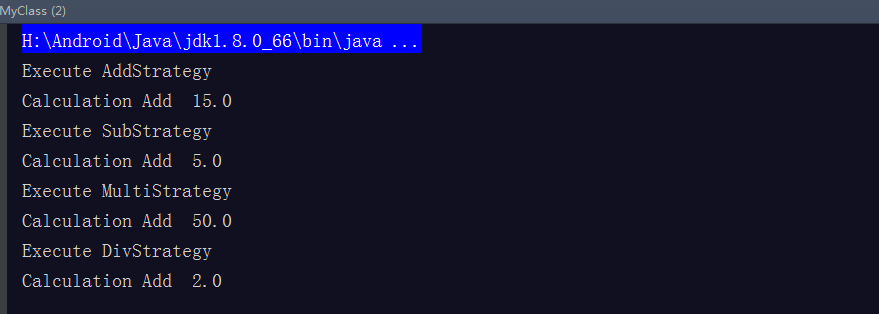 MyClass (2)
H:\Android\Java\jdk1.8.0_66\bin\java ...
Execute AddStrategy
Calculation Add  15.0
Execute SubStrategy
Calculation Add  5.0
Execute MultiStrategy
Calculation Add  50.0
Execute DivStrategy
Calculation Add  2.0